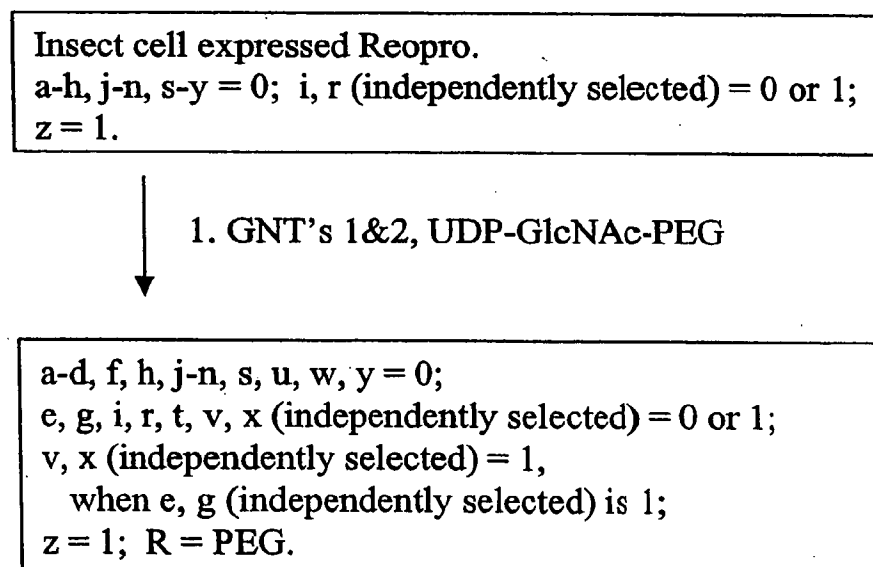 Insect cell expressed Reopro.
a-h, j-n, s-y = 0; i, r (independently selected) = 0 or 1;
z = 1.
1. GNT's 1&2, UDP-GlcNAc-PEG
a-d, f, h, j-n, s, u, w, y = 0;
e, g, i, r, t, v, x (independently selected) = 0 or 1;
v, x (independently selected) = 1,
when e, g (independently selected) is 1;
z = 1; R = PEG.